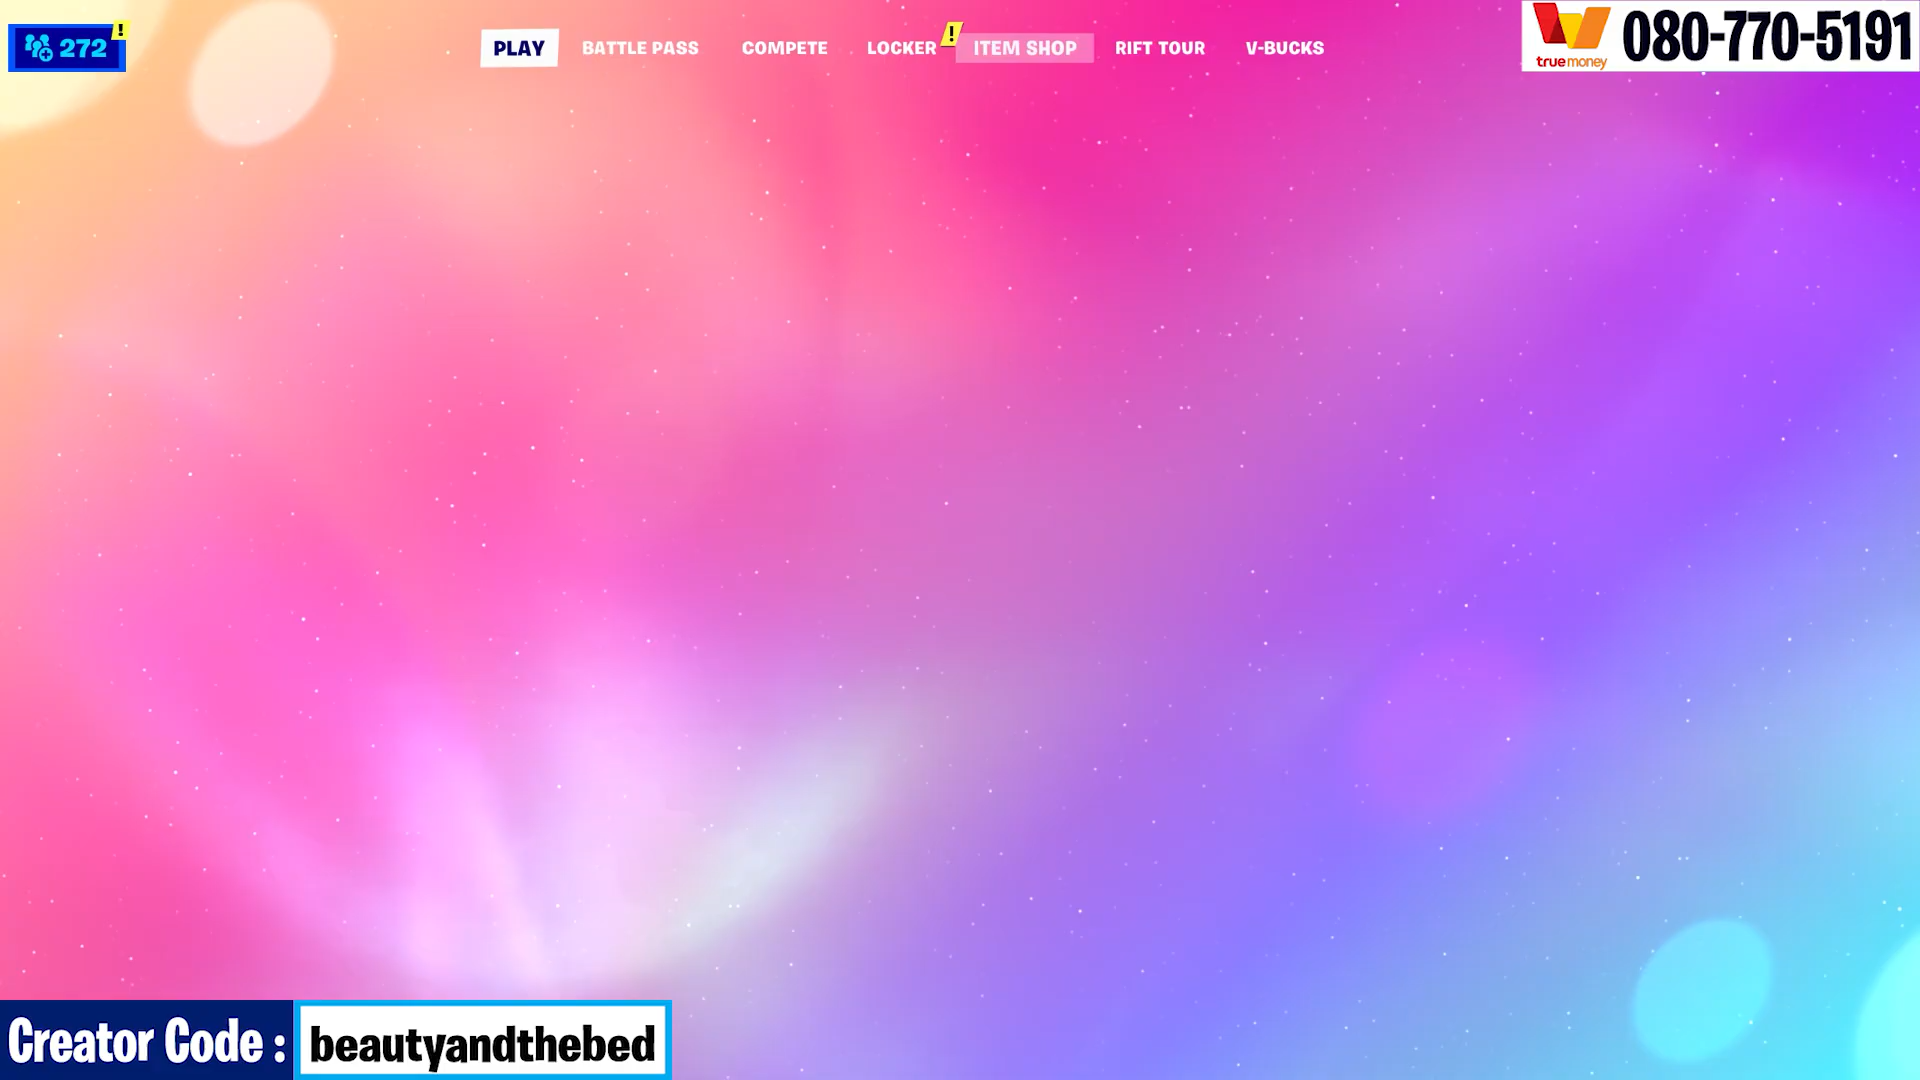 272
!
PLAY
BATTLE PASS
COMPETE
LOCKER
!
ITEM SHOP
RIFT TOUR
V-BUCKS
truemoney
080-770-5191
Creator Code :
beautyandthebed